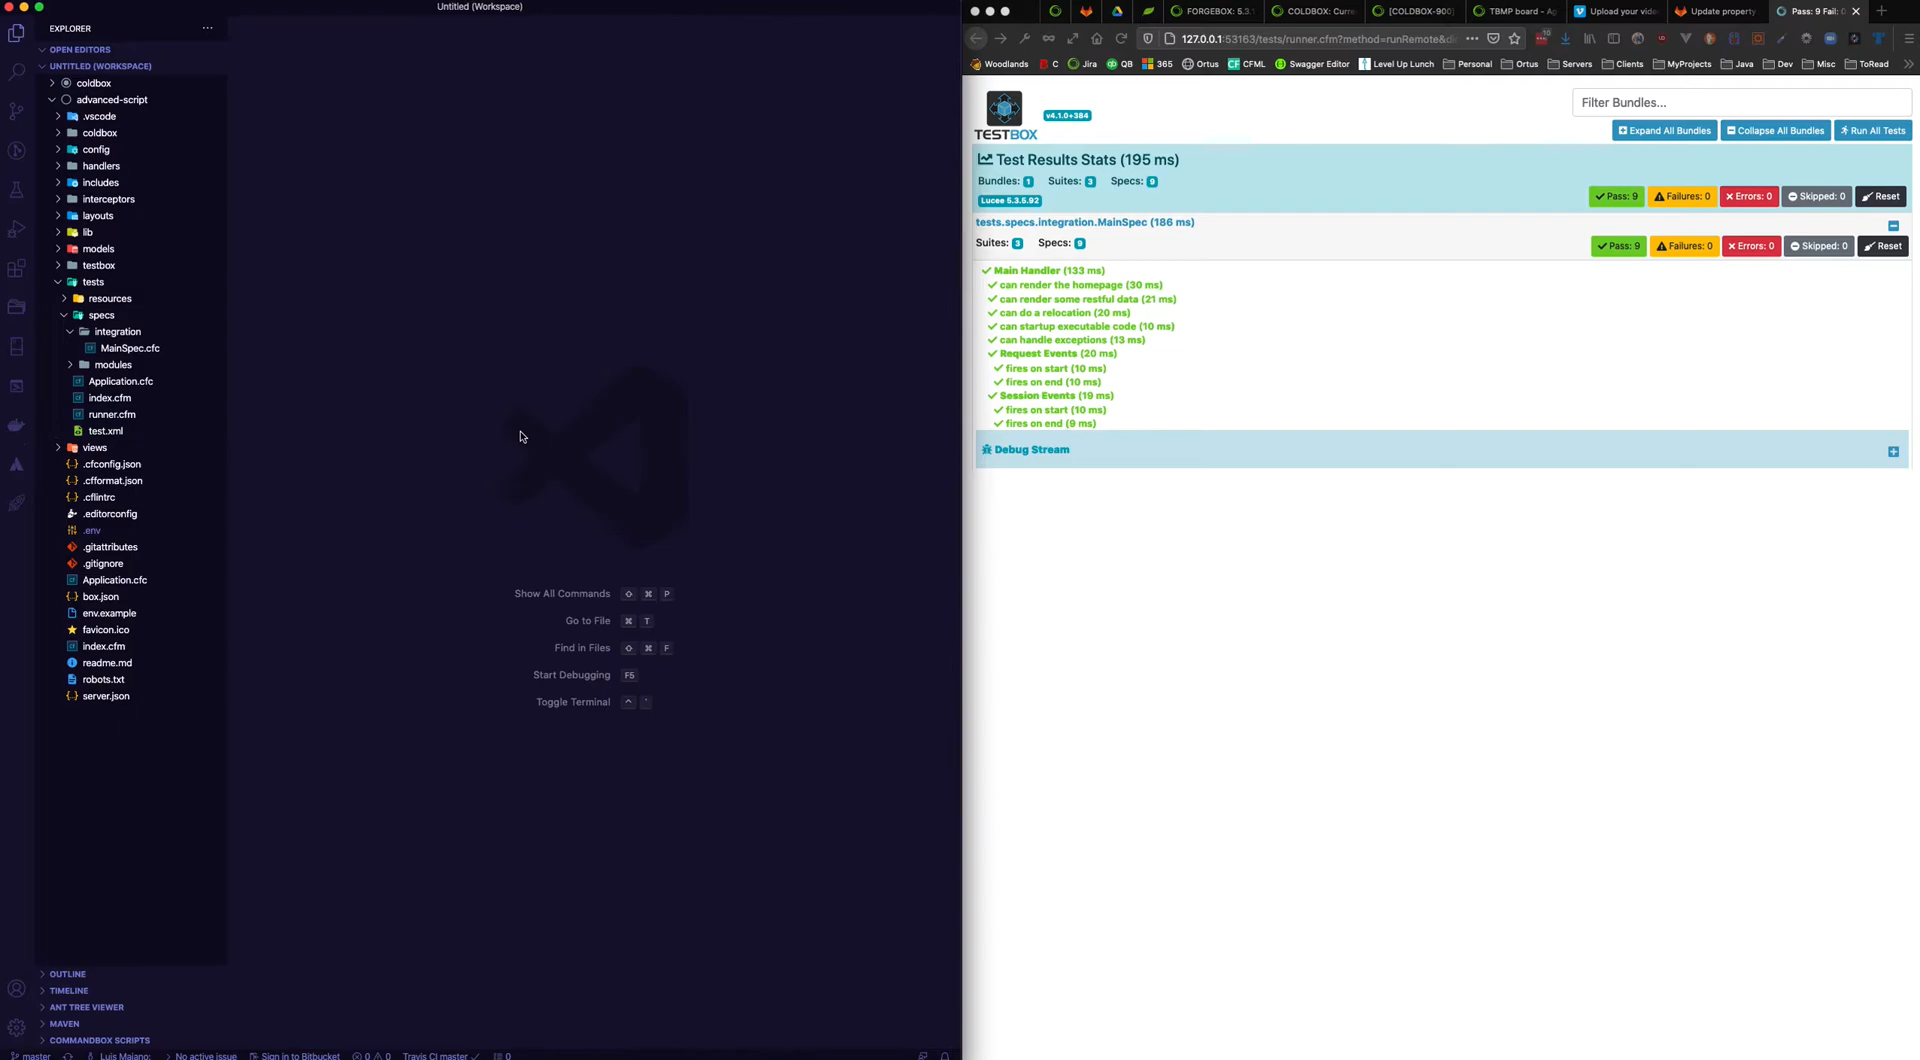 Untitled (Workspace)
EXPLORER
OPEN EDITORS
UNTITLED (WORKSPACE)
coldbox
advanced-script
.vscode
coldbox
config
handlers
includes
interceptors
layouts
lib
models
testbox
tests
resources
specs
integration
MainSpec.cfc
modules
Application.cfc
index.cfm
runner.cfm
test.xml
views
.cfconfig.json
.cfformat.json
.cflintrc
.editorconfig
.env
.gitattributes
.gitignore
Application.cfc
box.json
env.example
favicon.ico
index.cfm
readme.md
robots.txt
server.json
OUTLINE
TIMELINE
ANT TREE VIEWER
MAVEN
COMMANDBOX SCRIPTS
master Luis Majano: No active issue Sign in to Bitbucket 0 0 Travis CI master 0
Show All Commands ⇧ ⌘ P
Go to File ⌘ T
Find in Files ⇧ ⌘ F
Start Debugging F5
Toggle Terminal ^ `
FORGEBOX: 5.3. COLDBOX: Curre [COLDBOX-900] TBMP board - Ag Upload your vide Update property Pass: 9 Fail: 0
127.0.0.1:53163/tests/runner.cfm?method=runRemote&di
Woodlands C Jira QB 365 Ortus CFML Swagger Editor Level Up Lunch Personal Ortus Servers Clients MyProjects Java Dev Misc ToRead
TESTBOX
v4.1.0+384
Filter Bundles...
Expand All Bundles Collapse All Bundles Run All Tests
Test Results Stats (195 ms)
Bundles: 1 Suites: 3 Specs: 9
Lucee 5.3.5.92
Pass: 9 Failures: 0 Errors: 0 Skipped: 0 Reset
tests.specs.integration.MainSpec (186 ms)
Suites: 3 Specs: 9
Pass: 9 Failures: 0 Errors: 0 Skipped: 0 Reset
Main Handler (133 ms)
can render the homepage (30 ms)
can render some restful data (21 ms)
can do a relocation (20 ms)
can startup executable code (10 ms)
can handle exceptions (13 ms)
Request Events (20 ms)
fires on start (10 ms)
fires on end (10 ms)
Session Events (19 ms)
fires on start (10 ms)
fires on end (9 ms)
Debug Stream